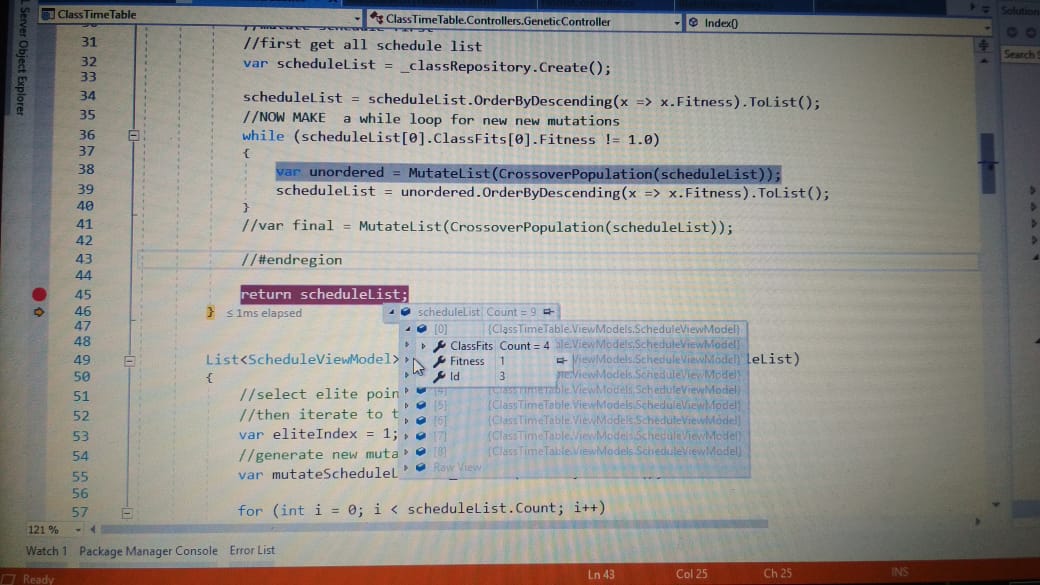 Server Object Explorer
ClassTimeTable
ClassTimeTable.Controllers.GeneticController
Index()
Solution
Search S
31 //first get all schedule list
32 var scheduleList = _classRepository.Create();
33
34 scheduleList = scheduleList.OrderByDescending(x => x.Fitness).ToList();
35 //NOW MAKE  a while loop for new new mutations
36 while (scheduleList[0].ClassFits[0].Fitness != 1.0)
37 {
38 var unordered = MutateList(CrossoverPopulation(scheduleList));
39 scheduleList = unordered.OrderByDescending(x => x.Fitness).ToList();
40 }
41 //var final = MutateList(CrossoverPopulation(scheduleList));
42
43 //#endregion
44
45 return scheduleList;
46 } ≤ 1ms elapsed
scheduleList Count = 9
47
[0] {ClassTimeTable.ViewModels.ScheduleViewModel}
48
ClassFits Count = 4 ble.ViewModels.ScheduleViewModel}
49 List<ScheduleViewModel> leList)
Fitness 1 ViewModels.ScheduleViewModel}
50 {
Id 3 ne.ViewModels.ScheduleViewModel}
[4] {ClassTimeTable.ViewModels.ScheduleViewModel}
51 //select elite poin
[5] {ClassTimeTable.ViewModels.ScheduleViewModel}
52 //then iterate to t
[6] {ClassTimeTable.ViewModels.ScheduleViewModel}
53 var eliteIndex = 1;
[7] {ClassTimeTable.ViewModels.ScheduleViewModel}
54 //generate new muta
[8] {ClassTimeTable.ViewModels.ScheduleViewModel}
55 var mutateScheduleL
Raw View
56
57 for (int i = 0; i < scheduleList.Count; i++)
121 %
Watch 1 Package Manager Console Error List
Ready Ln 43 Col 25 Ch 25 INS